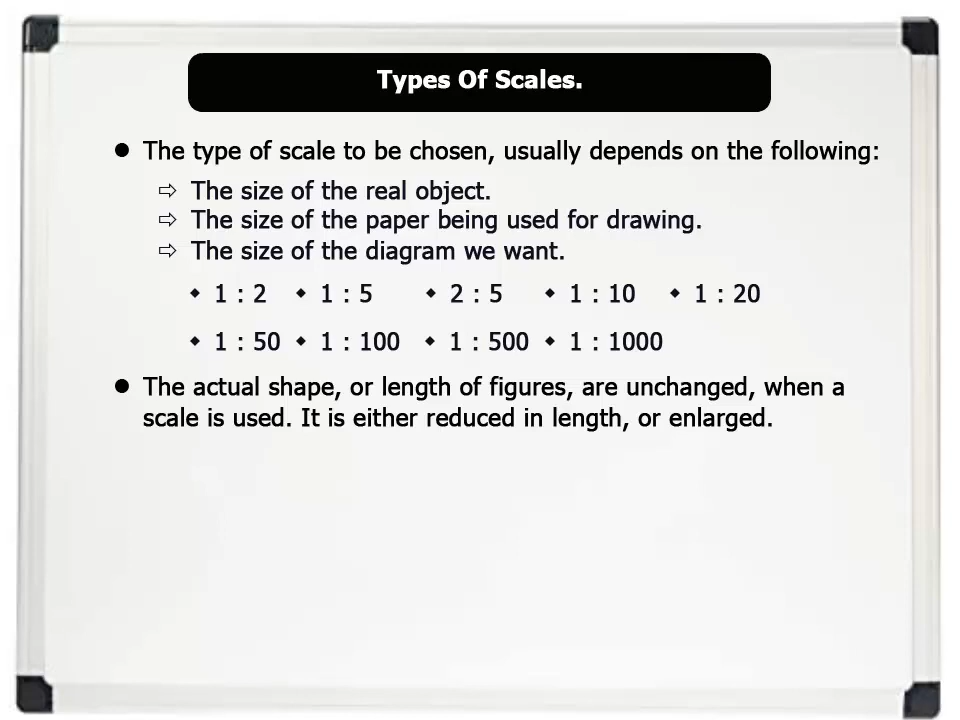 Types Of Scales.
● The type of scale to be chosen, usually depends on the following:
⇨ The size of the real object.
⇨ The size of the paper being used for drawing.
⇨ The size of the diagram we want.
◆ 1 : 2 ◆ 1 : 5 ◆ 2 : 5 ◆ 1 : 10 ◆ 1 : 20
◆ 1 : 50 ◆ 1 : 100 ◆ 1 : 500 ◆ 1 : 1000
● The actual shape, or length of figures, are unchanged, when a
scale is used. It is either reduced in length, or enlarged.